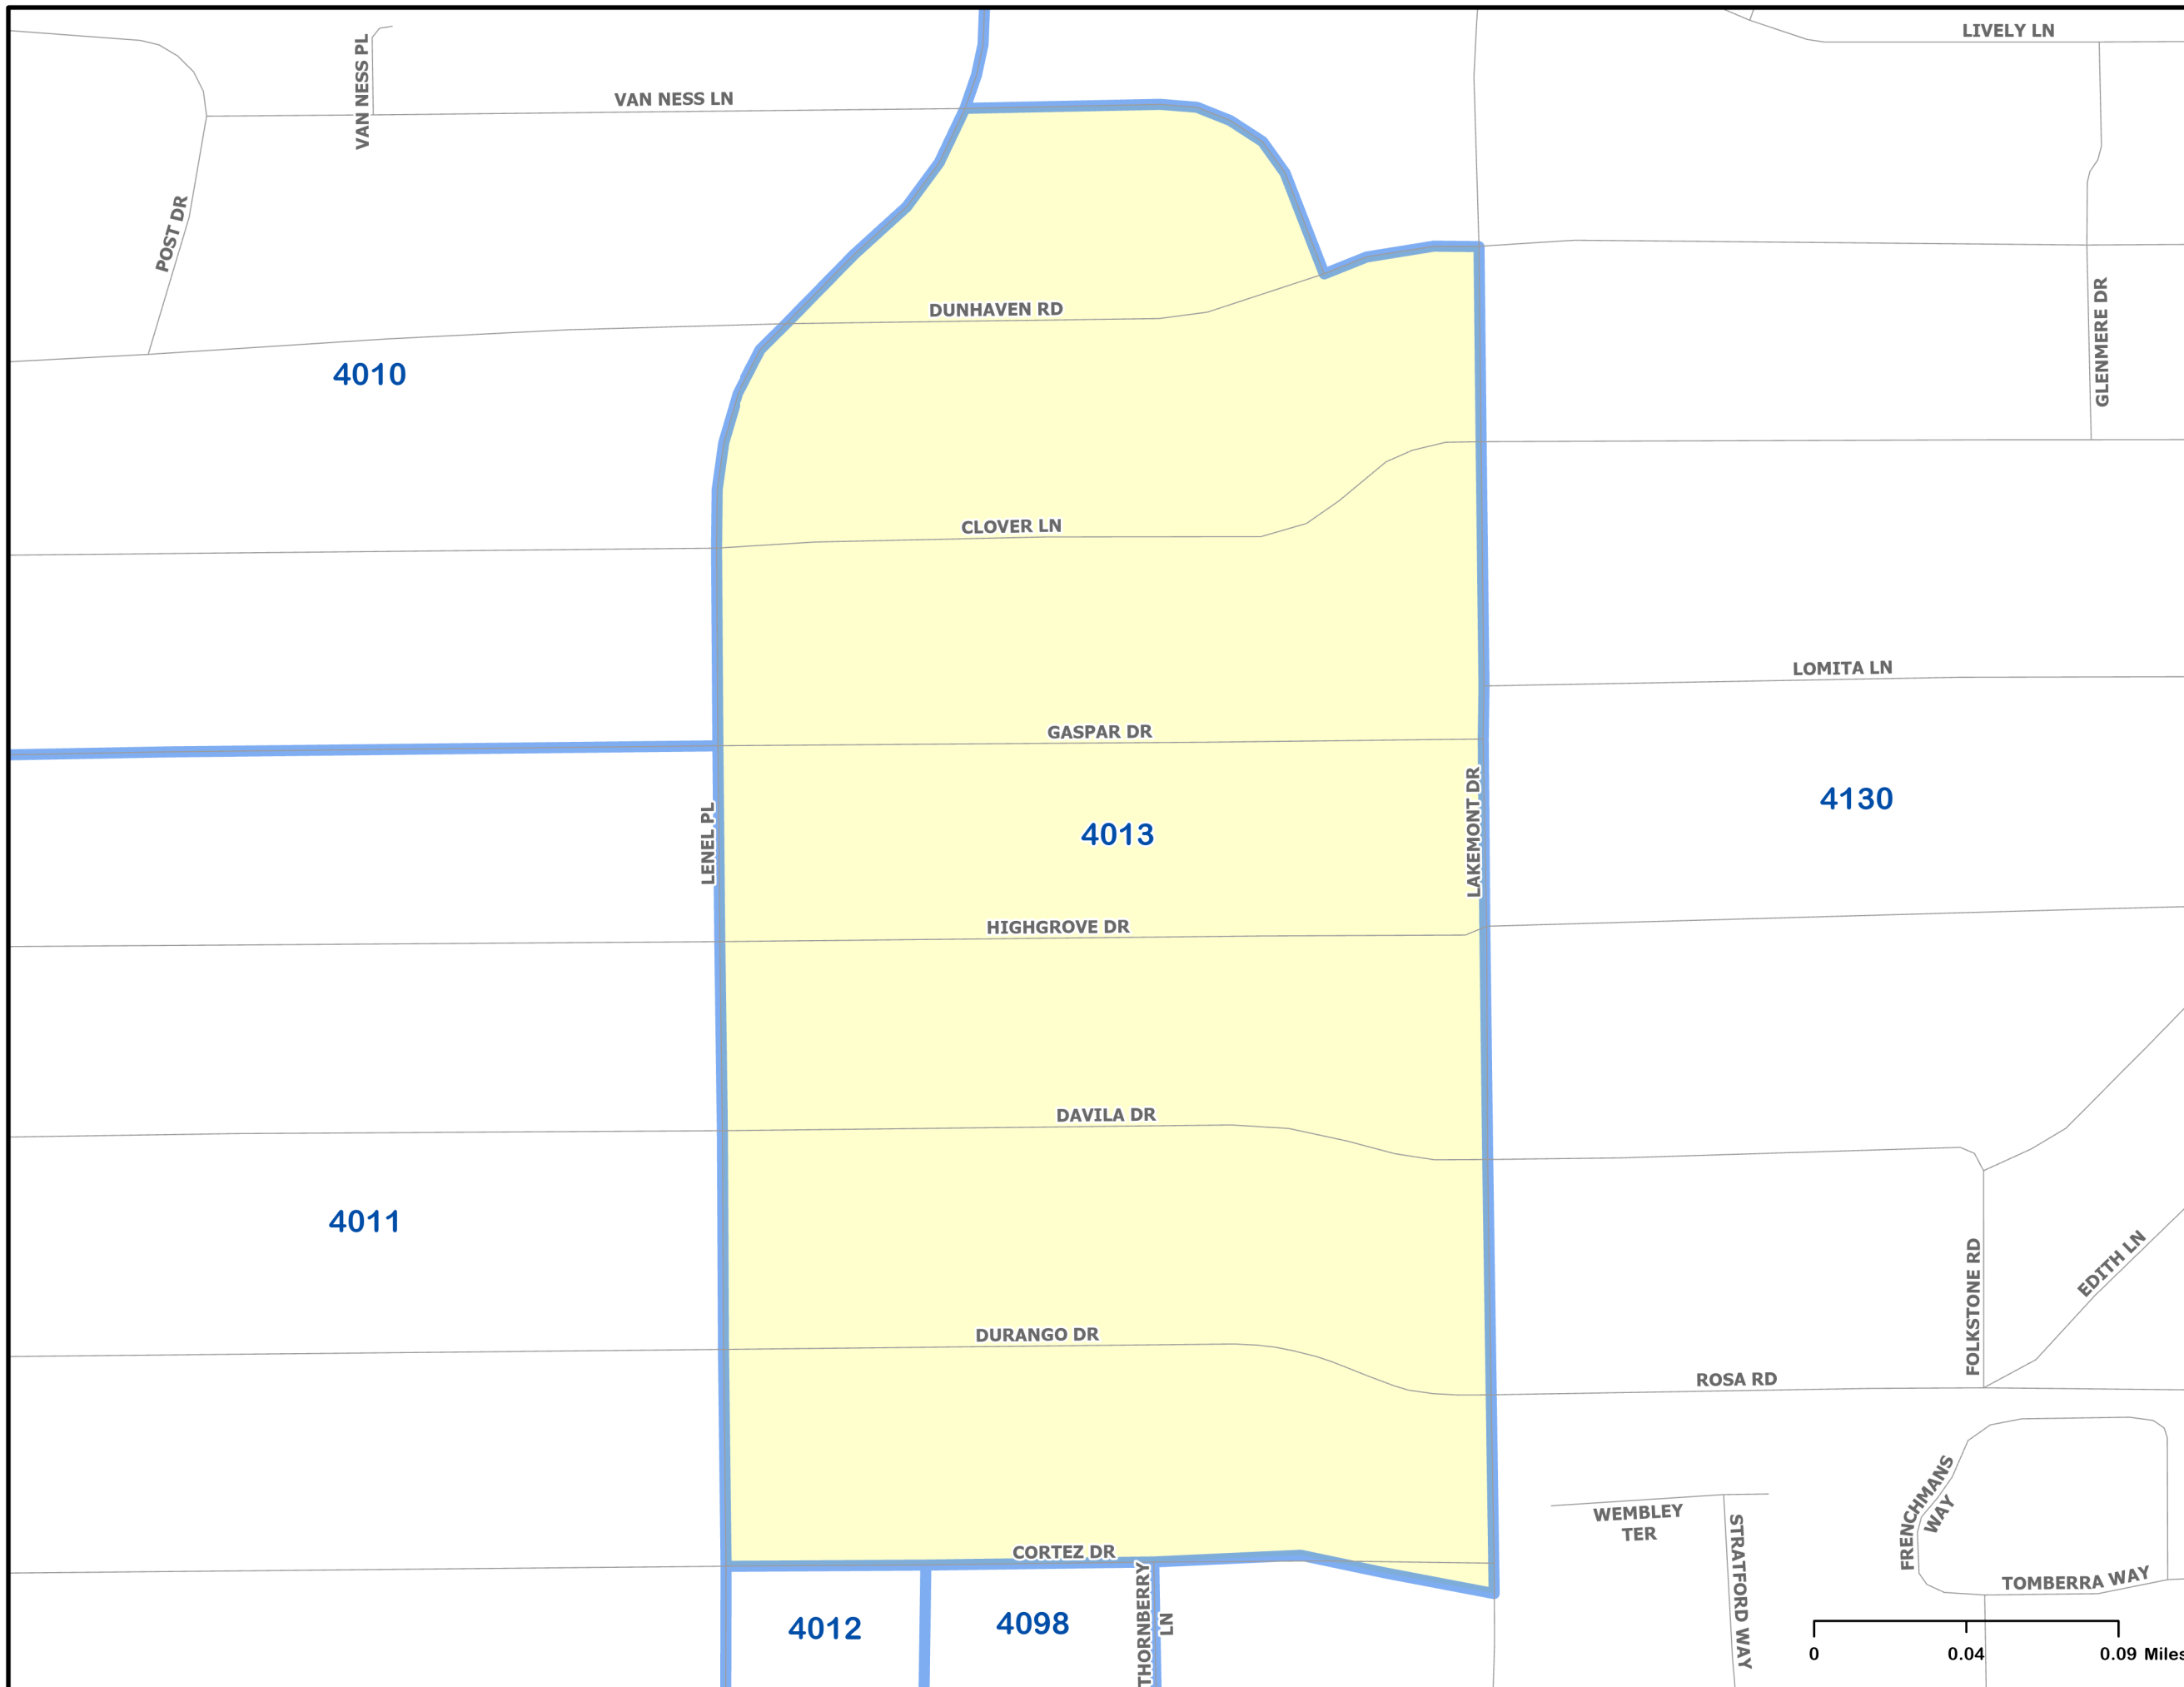 LIVELY LN
VAN NESS PL
VAN NESS LN
POST DR
DUNHAVEN RD
GLENMERE DR
4010
CLOVER LN
LOMITA LN
GASPAR DR
4130
LENEL PL
4013
LAKEMONT DR
HIGHGROVE DR
DAVILA DR
4011
FOLKSTONE RD
EDITH LN
DURANGO DR
ROSA RD
FRENCHMANS
WAY
WEMBLEY
TER
CORTEZ DR
STRATFORD WAY
TOMBERRA WAY
4012
4098
THORNBERRY
LN
0
0.04
0.09 Miles